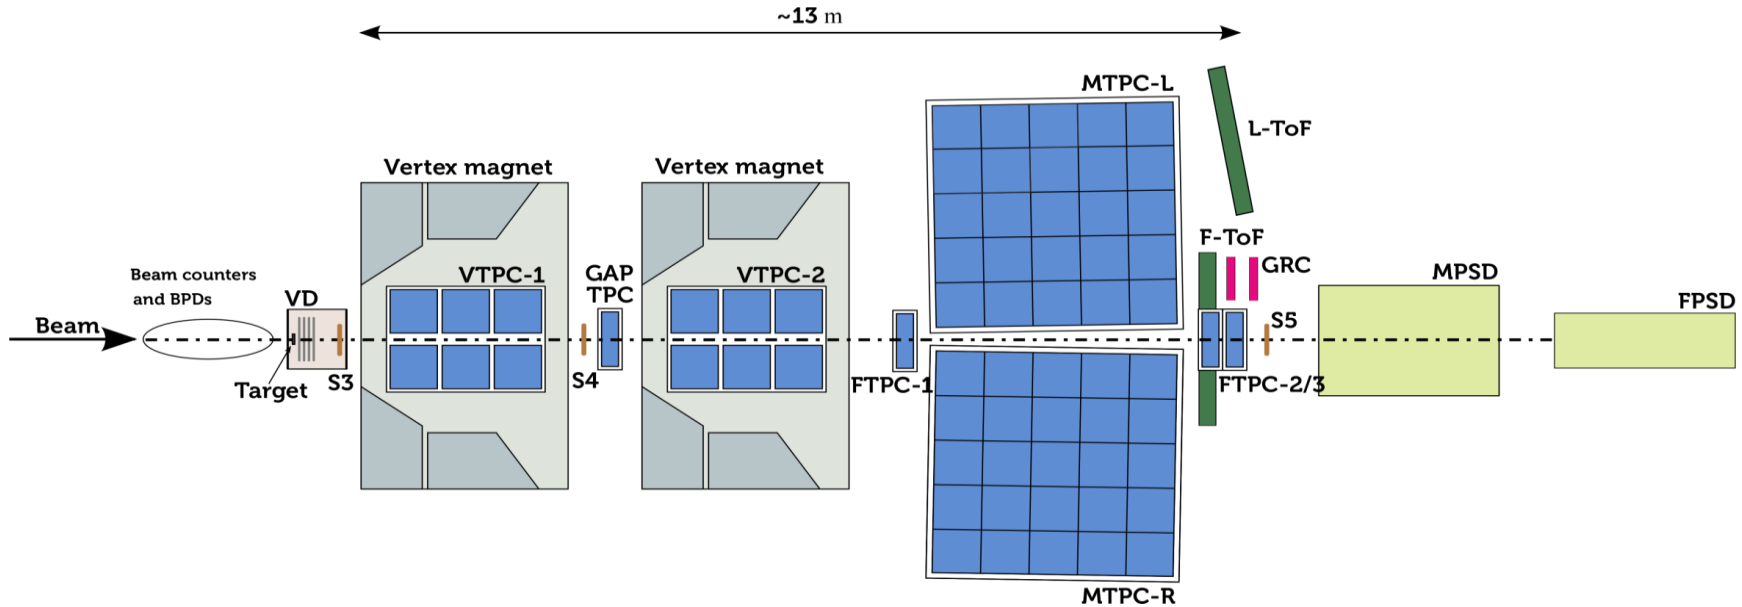 ~13 m
MTPC-L
L-ToF
Vertex magnet
Vertex magnet
F-ToF
GRC
Beam counters
and BPDs
VD
VTPC-1
GAP
TPC
VTPC-2
MPSD
FPSD
Beam
S5
Target
S3
S4
FTPC-1
FTPC-2/3
MTPC-R